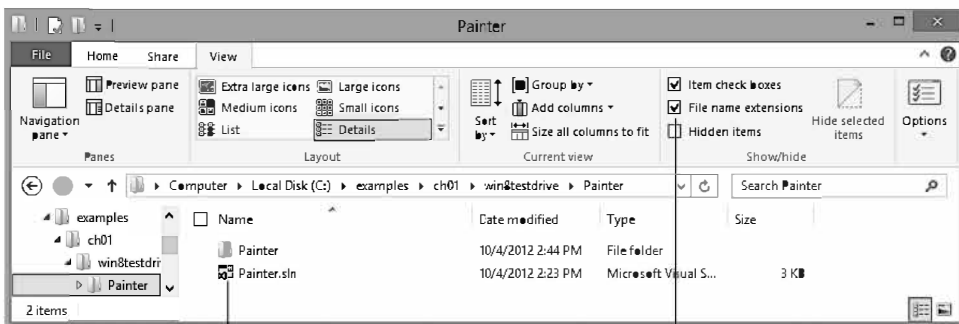 Painter
File Home Share View
Navigation pane
Preview pane
Details pane
Panes
Extra large icons Large icons
Medium icons Small icons
List Details
Layout
Sort by
Group by
Add columns
Size all columns to fit
Current view
Item check boxes
File name extensions
Hidden items
Hide selected items
Show/hide
Options
Computer Local Disk (C:) examples ch01 win8testdrive Painter
Search Painter
examples
ch01
win8testdri
Painter
Name Date modified Type Size
Painter 10/4/2012 2:44 PM File folder
Painter.sln 10/4/2012 2:23 PM Microsoft Visual S... 3 KB
2 items